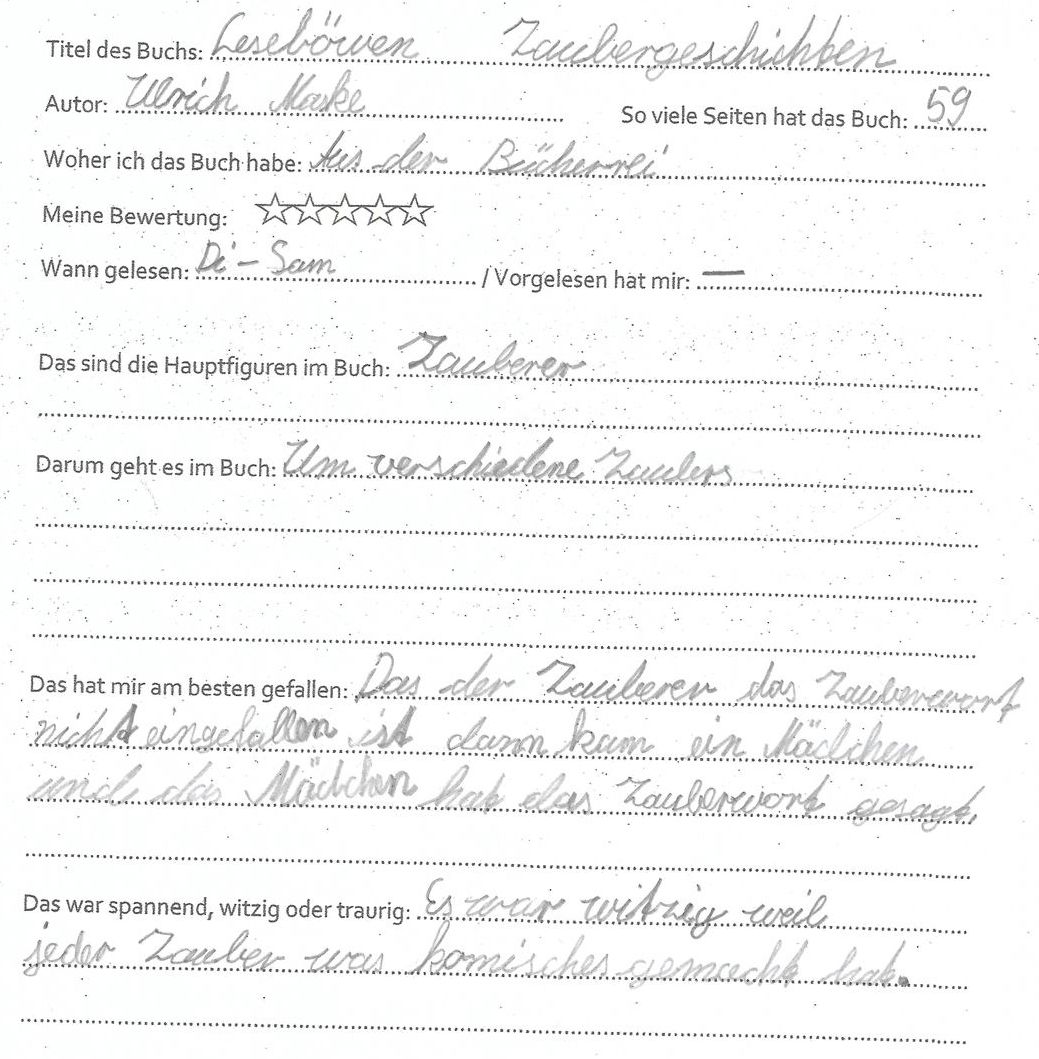 Titel des Buchs: Leseböwen Zaubergeschichten
Autor: Ulrich Maske So viele Seiten hat das Buch: 59
Woher ich das Buch habe: Aus der Bücherrei
Meine Bewertung:
Wann gelesen: Di - Sam / Vorgelesen hat mir: —
Das sind die Hauptfiguren im Buch: Zauberer
Darum geht es im Buch: Um verschiedene Zaubers
Das hat mir am besten gefallen: Das der Zauberer das Zauberwort
nicht eingefallen ist dann kam ein Mädchen
und das Mädchen hat das Zauberwort gesagt.
Das war spannend, witzig oder traurig: Es war witzig weil
jeder Zauber was komisches gemacht hat.